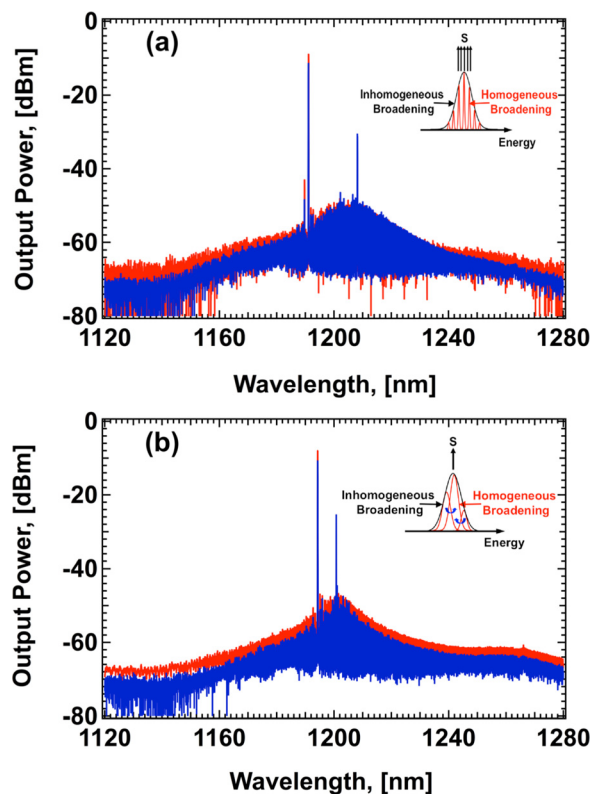 (a)
S
Inhomogeneous Broadening
Homogeneous Broadening
Energy
Output Power, [dBm]
0
-20
-40
-60
-80
1120
1160
1200
1240
1280
Wavelength, [nm]
(b)
S
Inhomogeneous Broadening
Homogeneous Broadening
Energy
Output Power, [dBm]
0
-20
-40
-60
-80
1120
1160
1200
1240
1280
Wavelength, [nm]